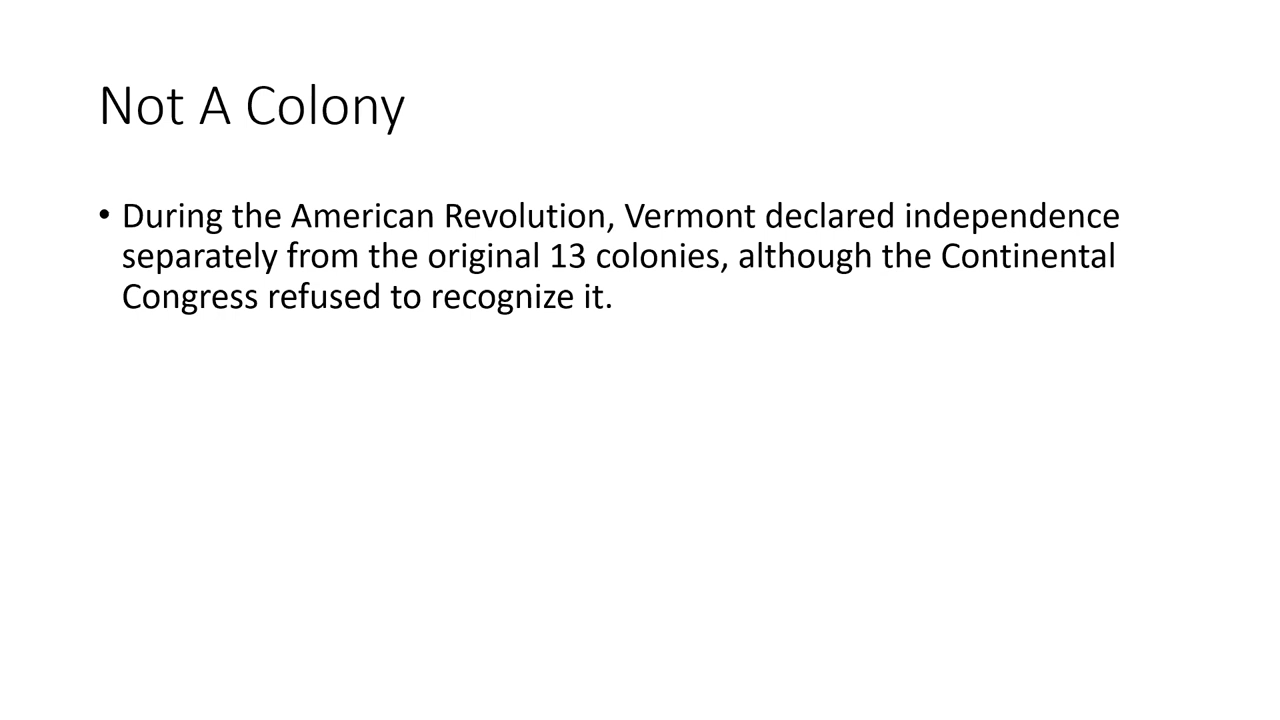 Not A Colony
• During the American Revolution, Vermont declared independence
separately from the original 13 colonies, although the Continental
Congress refused to recognize it.